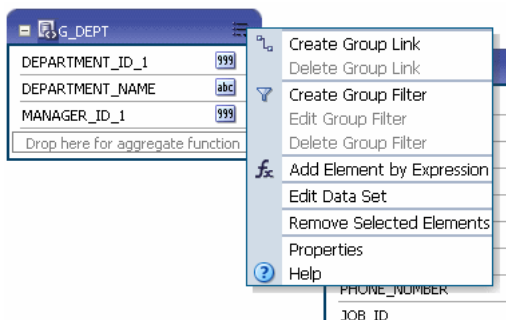 G_DEPT
DEPARTMENT_ID_1 999
DEPARTMENT_NAME abc
MANAGER_ID_1 999
Drop here for aggregate function
Create Group Link
Delete Group Link
Create Group Filter
Edit Group Filter
Delete Group Filter
fx Add Element by Expression
Edit Data Set
Remove Selected Elements
Properties
? Help
PHONE_NUMBER
JOB_ID